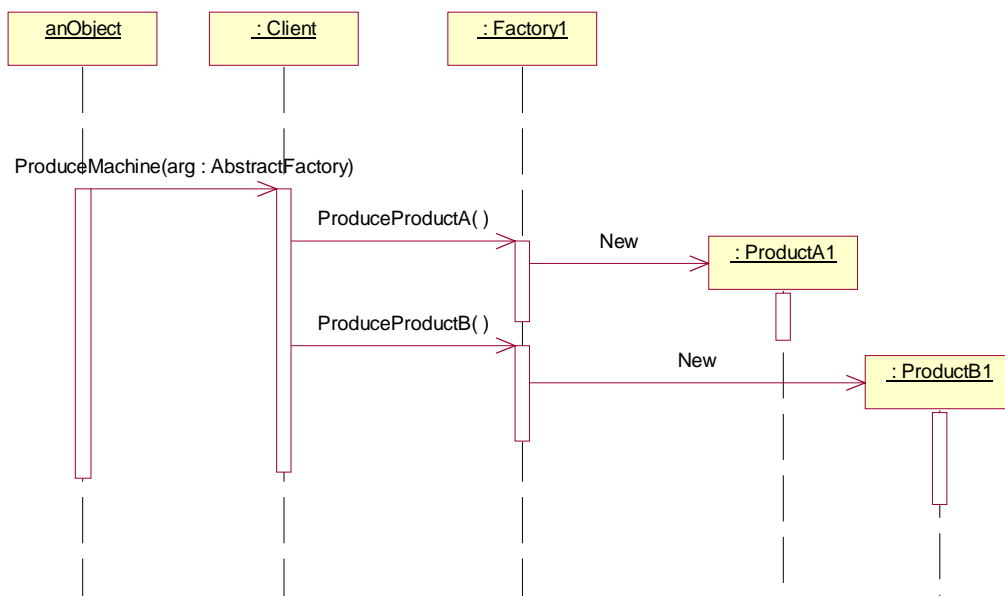 anObject
: Client
: Factory1
ProduceMachine(arg : AbstractFactory)
ProduceProductA( )
New
: ProductA1
ProduceProductB( )
New
: ProductB1